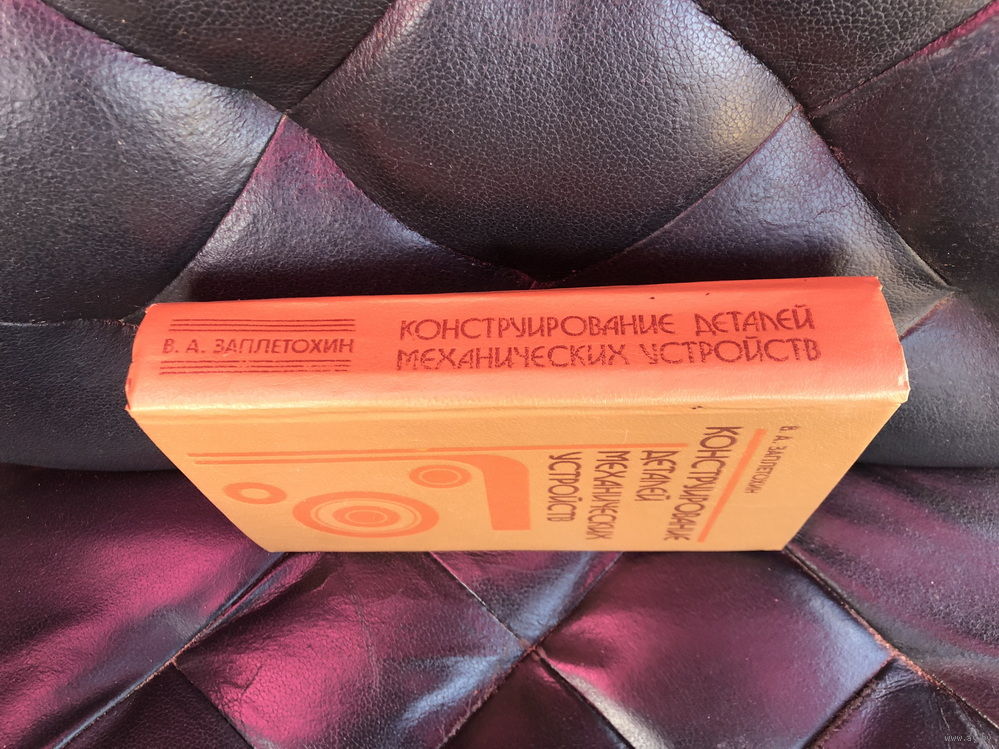 В. А. ЗАПЛЕТОХИН
КОНСТРУИРОВАНИЕ ДЕТАЛЕЙ
МЕХАНИЧЕСКИХ УСТРОЙСТВ
В. А. ЗАПЛЕТОХИН
КОНСТРУИРОВАНИЕ
ДЕТАЛЕЙ
МЕХАНИЧЕСКИХ
УСТРОЙСТВ